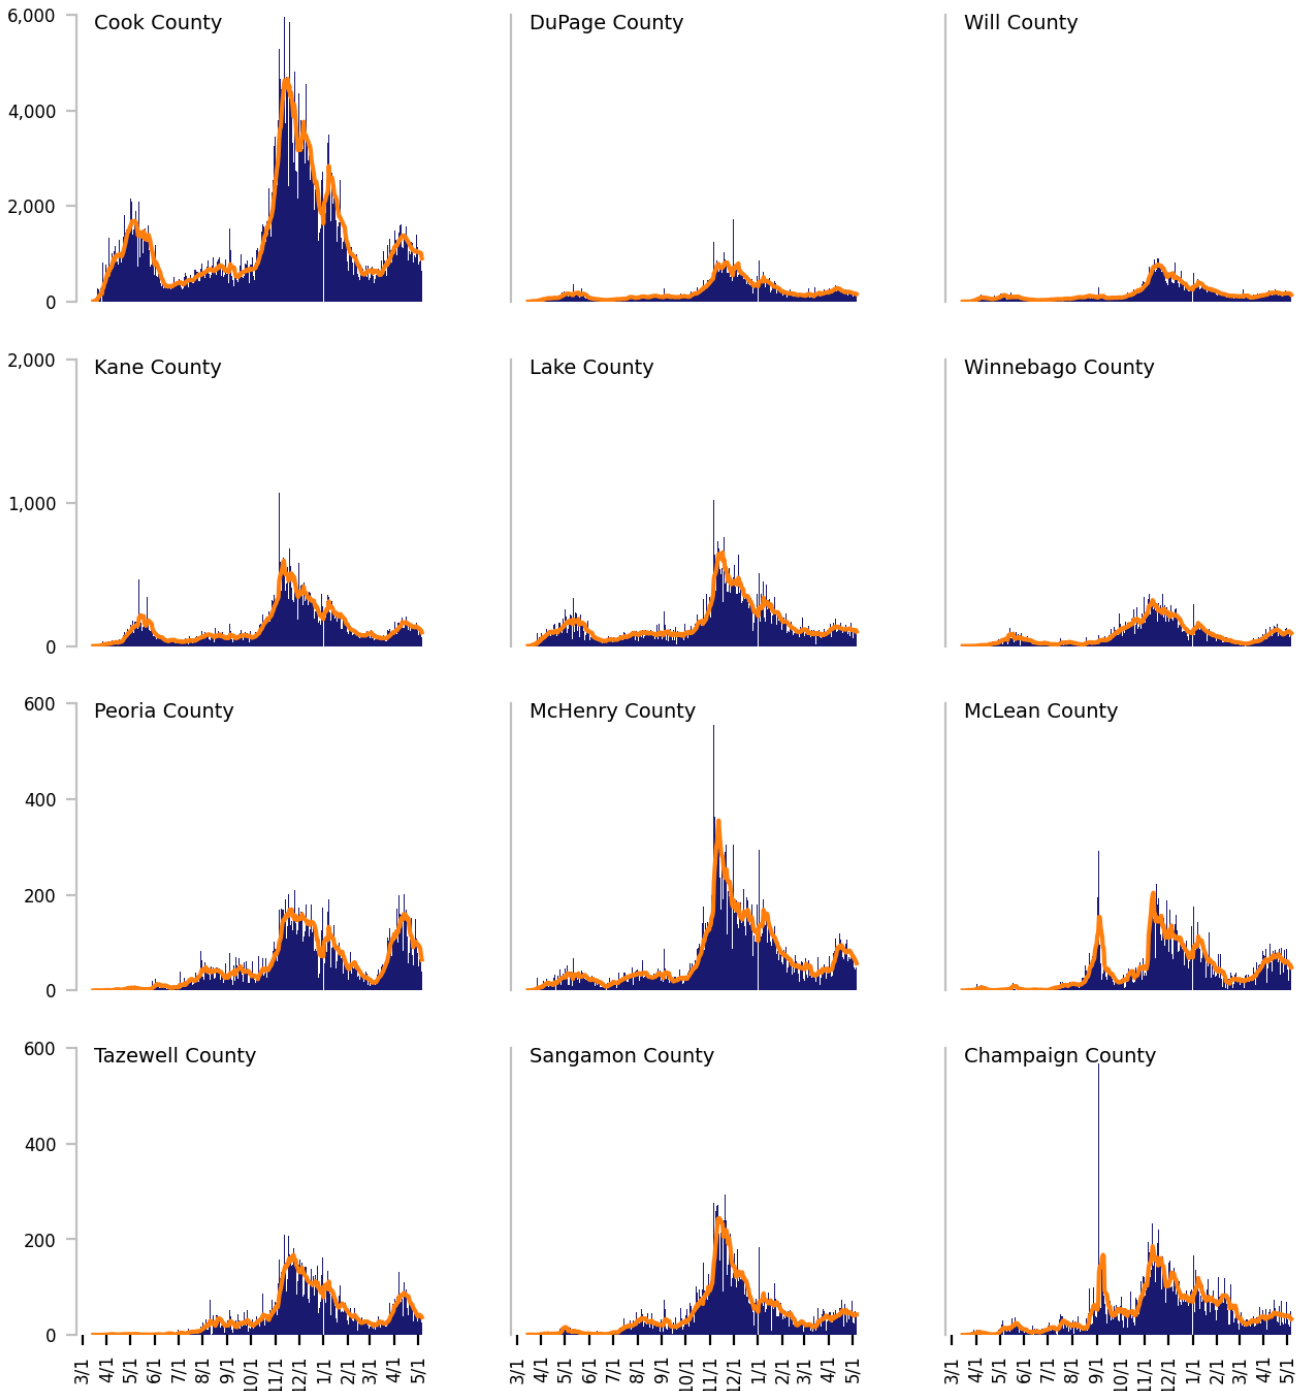 6,000
Cook County
DuPage County
Will County
4,000
2,000
0
2,000
Kane County
Lake County
Winnebago County
1,000
0
600
Peoria County
McHenry County
McLean County
400
200
0
600
Tazewell County
Sangamon County
Champaign County
400
200
0
3/1 4/1 5/1 6/1 7/1 8/1 9/1 10/1 11/1 12/1 1/1 2/1 3/1 4/1 5/1
3/1 4/1 5/1 6/1 7/1 8/1 9/1 10/1 11/1 12/1 1/1 2/1 3/1 4/1 5/1
3/1 4/1 5/1 6/1 7/1 8/1 9/1 10/1 11/1 12/1 1/1 2/1 3/1 4/1 5/1